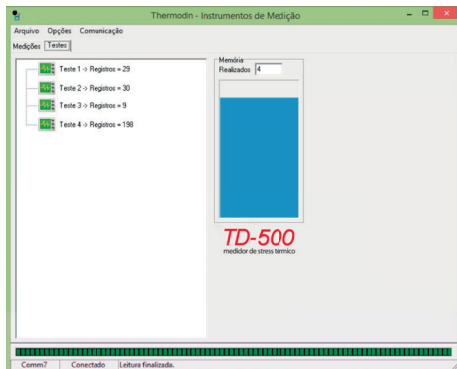 Thermodin - Instrumentos de Medição
Arquivo Opções Comunicação
Medições Testes
Teste 1 -> Registros = 29
Teste 2 -> Registros = 30
Teste 3 -> Registros = 9
Teste 4 -> Registros = 198
Memória
Realizados 4
TD-500
medidor de stress térmico
Comm7 Conectado Leitura finalizada.